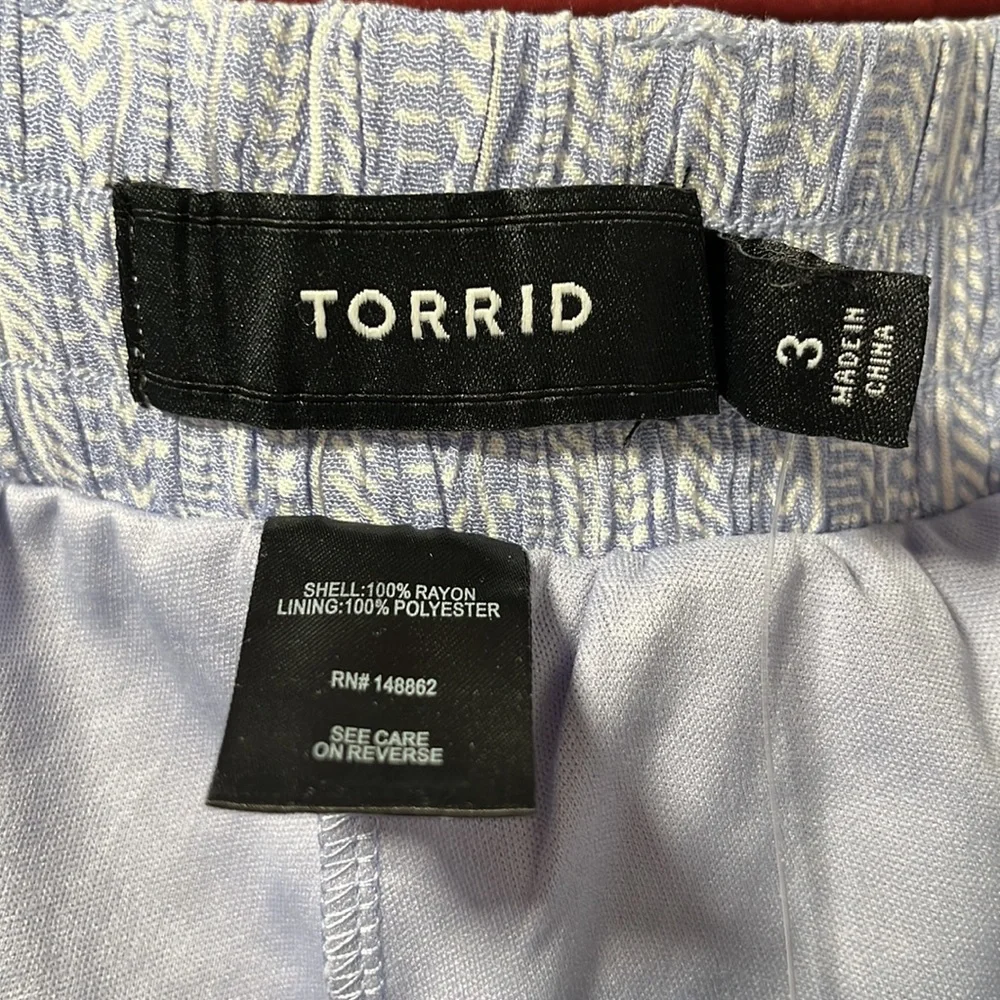 TORRID
3
MADE IN
CHINA
SHELL:100% RAYON
LINING:100% POLYESTER
RN# 148862
SEE CARE
ON REVERSE